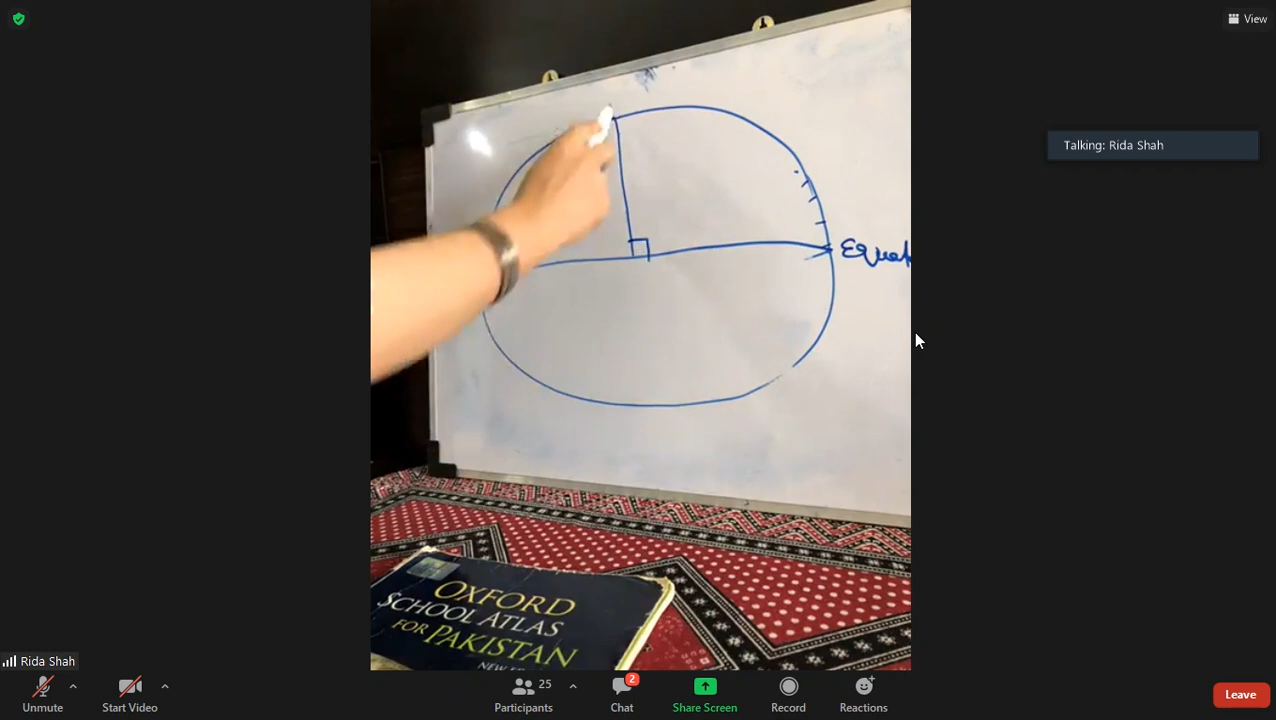 View
Talking: Rida Shah
OXFORD
SCHOOL ATLAS
FOR PAKISTAN
Rida Shah
Unmute
Start Video
25
Participants
2
Chat
Share Screen
Record
Reactions
Leave